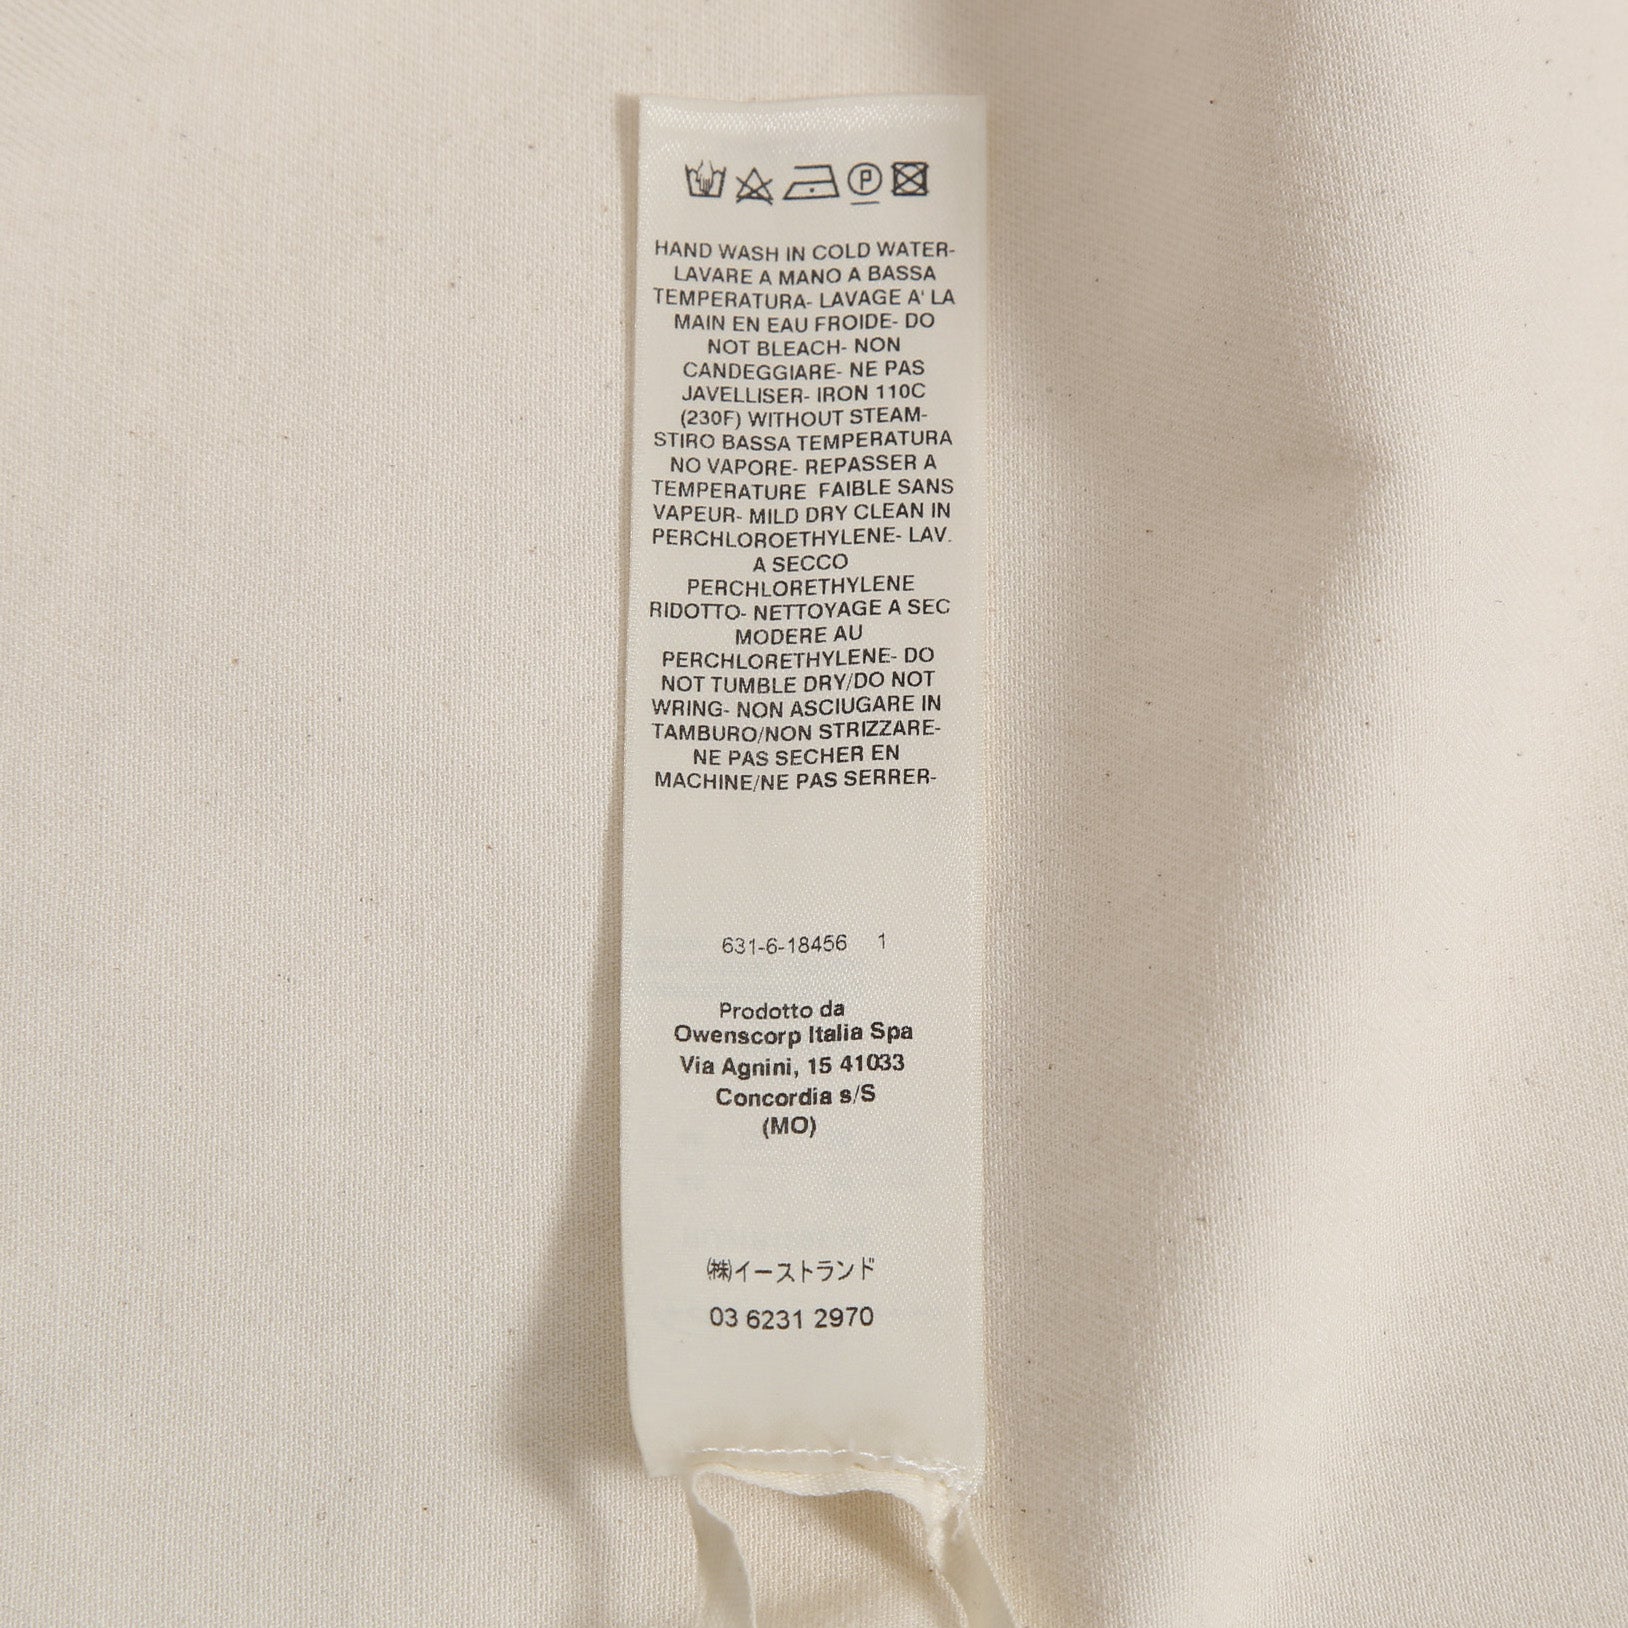 P
HAND WASH IN COLD WATER-
LAVARE A MANO A BASSA
TEMPERATURA- LAVAGE A' LA
MAIN EN EAU FROIDE- DO
NOT BLEACH- NON
CANDEGGIARE- NE PAS
JAVELLISER- IRON 110C
(230F) WITHOUT STEAM-
STIRO BASSA TEMPERATURA
NO VAPORE- REPASSER A
TEMPERATURE FAIBLE SANS
VAPEUR- MILD DRY CLEAN IN
PERCHLOROETHYLENE- LAV.
A SECCO
PERCHLORETHYLENE
RIDOTTO- NETTOYAGE A SEC
MODERE AU
PERCHLORETHYLENE- DO
NOT TUMBLE DRY/DO NOT
WRING- NON ASCIUGARE IN
TAMBURO/NON STRIZZARE-
NE PAS SECHER EN
MACHINE/NE PAS SERRER-
631-6-18456 1
Prodotto da
Owenscorp Italia Spa
Via Agnini, 15 41033
Concordia s/S
(MO)
㈱イーストランド
03 6231 2970